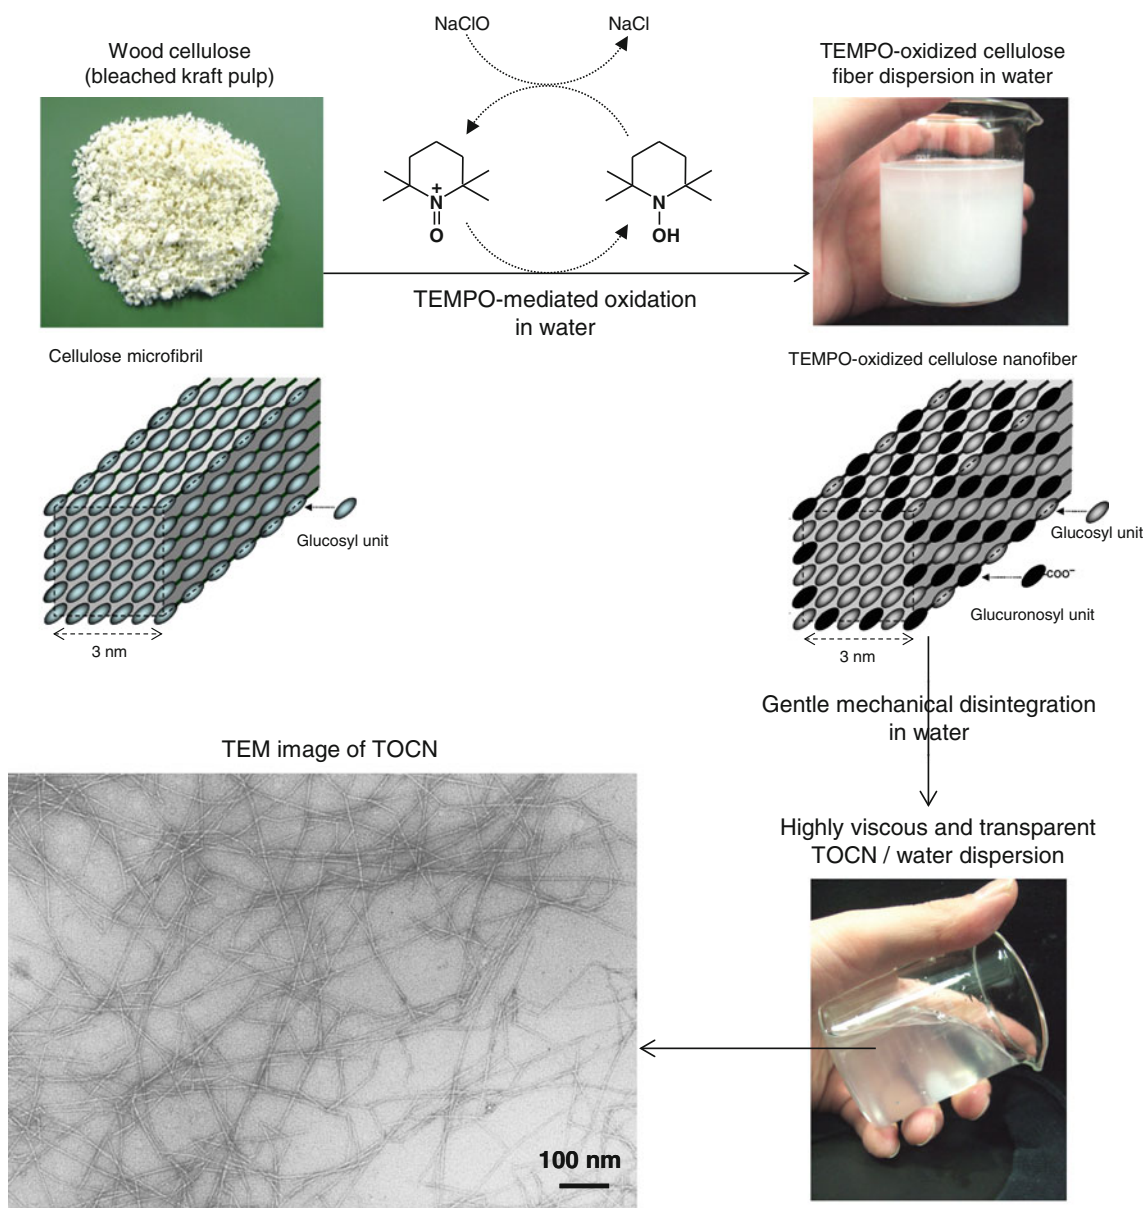 NaClO
NaCl
Wood cellulose
(bleached kraft pulp)
TEMPO-oxidized cellulose
fiber dispersion in water
+
N
O
N
OH
TEMPO-mediated oxidation
in water
Cellulose microfibril
TEMPO-oxidized cellulose nanofiber
Glucosyl unit
3 nm
Glucosyl unit
COO−
Glucuronosyl unit
3 nm
Gentle mechanical disintegration
in water
TEM image of TOCN
Highly viscous and transparent
TOCN / water dispersion
100 nm